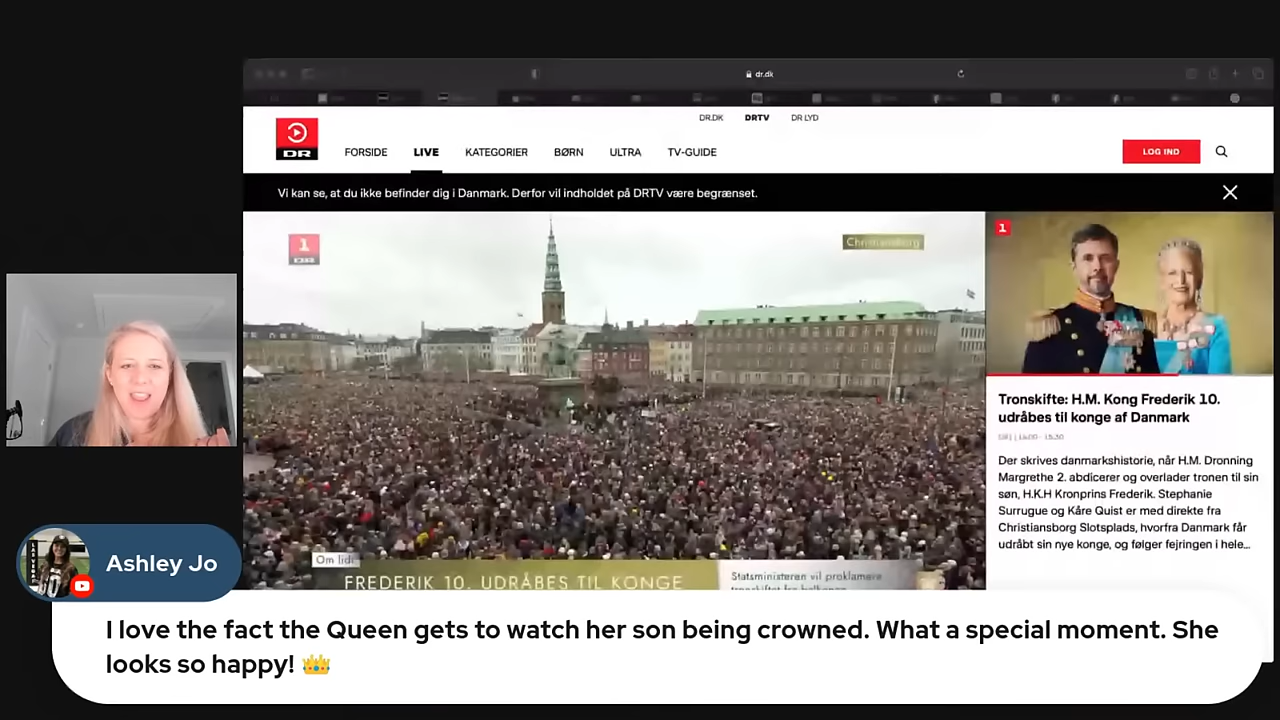 dr.dk
DR.DK DRTV DR LYD
DR
FORSIDE LIVE KATEGORIER BØRN ULTRA TV-GUIDE
LOG IND
Vi kan se, at du ikke befinder dig i Danmark. Derfor vil indholdet på DRTV være begrænset.
1
DR
Christiansborg
1
Tronskifte: H.M. Kong Frederik 10.
udråbes til konge af Danmark
Der skrives danmarkshistorie, når H.M. Dronning
Margrethe 2. abdicerer og overlader tronen til sin
søn, H.K.H Kronprins Frederik. Stephanie
Surrugue og Kåre Quist er med direkte fra
Christiansborg Slotsplads, hvorfra Danmark får
udråbt sin nye konge, og følger fejringen i hele...
Om lidt
FREDERIK 10. UDRÅBES TIL KONGE
Statsministeren vil proklamere
tronskiftet fra balkonen
Ashley Jo
I love the fact the Queen gets to watch her son being crowned. What a special moment. She
looks so happy! 👑